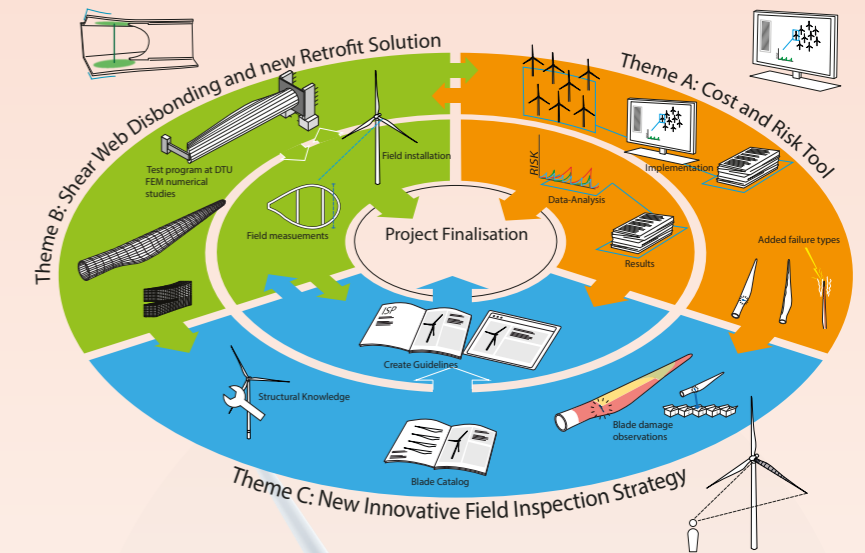 Theme B: Shear Web Disbonding and new Retrofit Solution
Theme A: Cost and Risk Tool
Test program at DTU
FEM numerical
studies
Field installation
Field measuements
RISK
Data-Analysis
Implementation
Results
Added failure types
Project Finalisation
ISP
Create Guidelines
Structural Knowledge
Blade Catalog
Blade damage
observations
Theme C: New Innovative Field Inspection Strategy